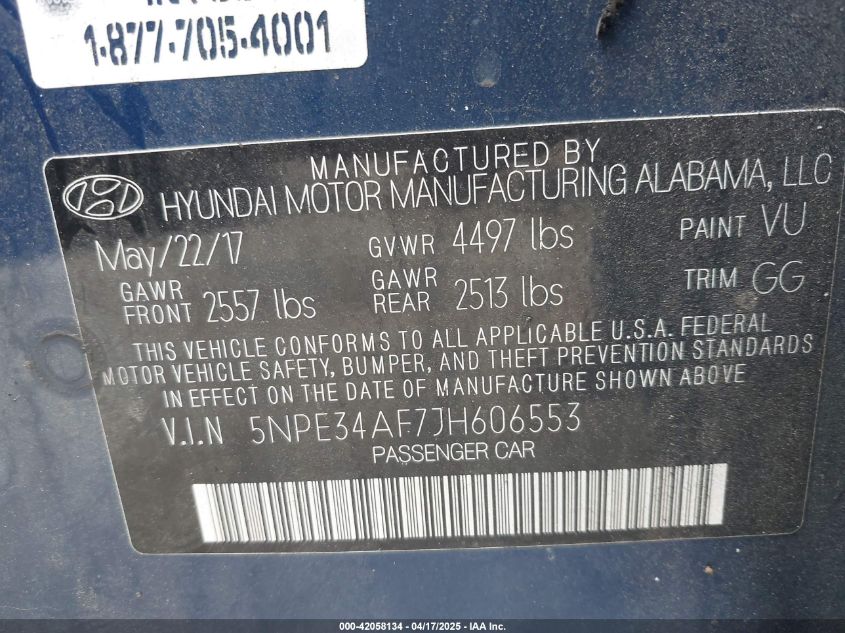 1-877-705-4001
MANUFACTURED BY
HYUNDAI MOTOR MANUFACTURING ALABAMA, LLC
May/22/17 GVWR 4497 lbs PAINT VU
GAWR FRONT 2557 lbs GAWR REAR 2513 lbs TRIM GG
THIS VEHICLE CONFORMS TO ALL APPLICABLE U.S.A. FEDERAL
MOTOR VEHICLE SAFETY, BUMPER, AND THEFT PREVENTION STANDARDS
IN EFFECT ON THE DATE OF MANUFACTURE SHOWN ABOVE.
V.I.N 5NPE34AF7JH606553
PASSENGER CAR
000-42058134 - 04/17/2025 - IAA Inc.